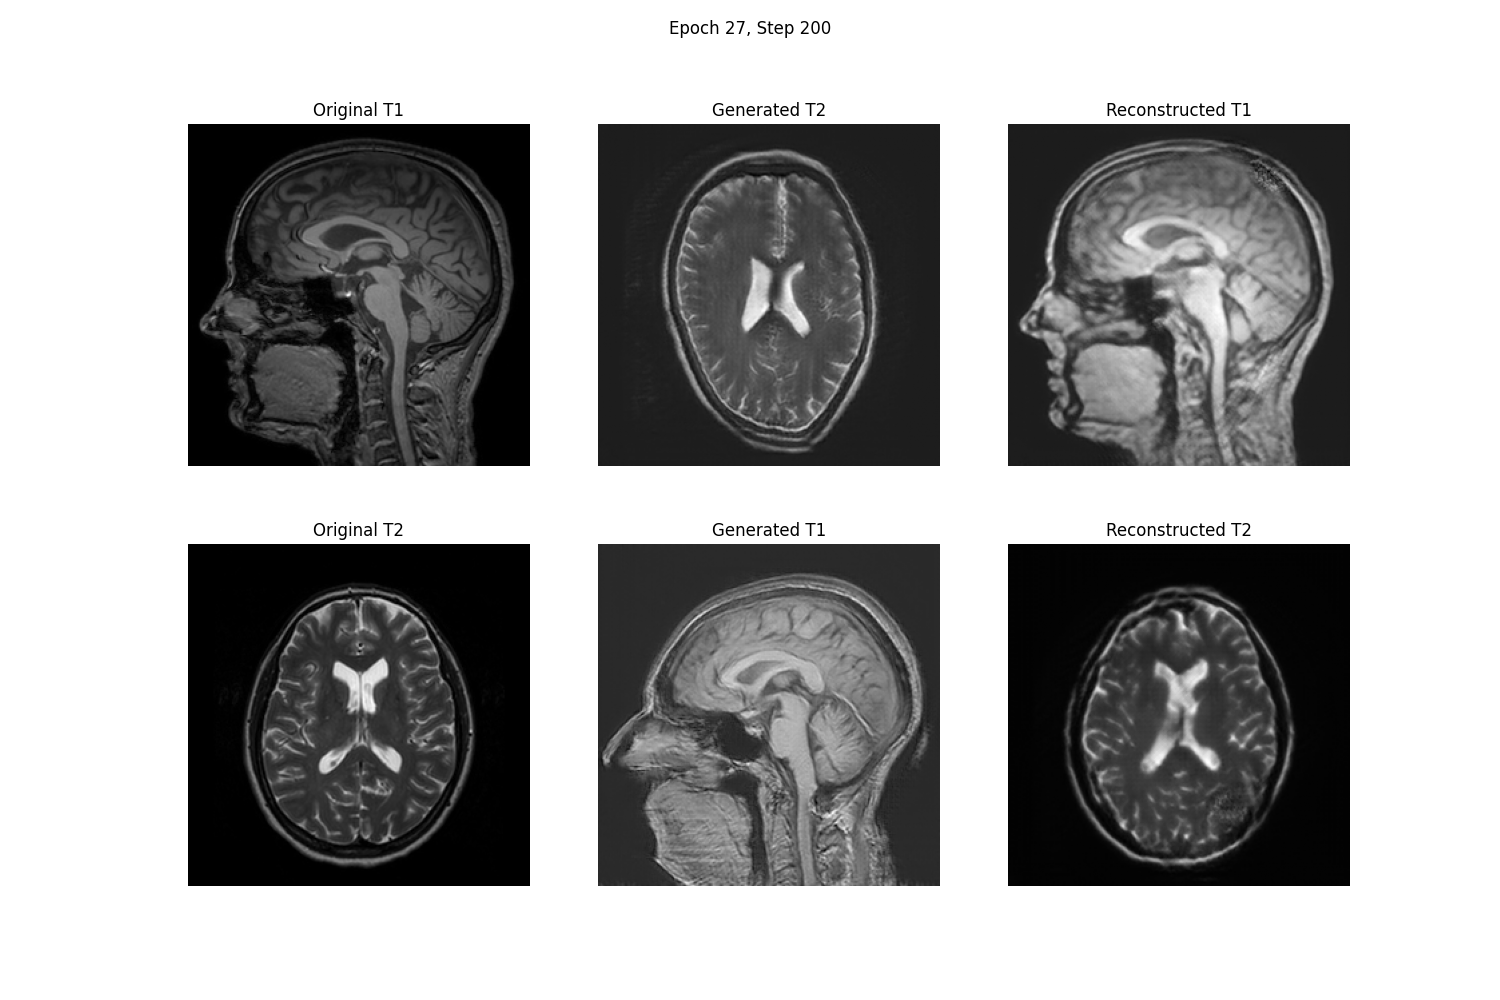 Epoch 27, Step 200
Original T1
Generated T2
Reconstructed T1
Original T2
Generated T1
Reconstructed T2